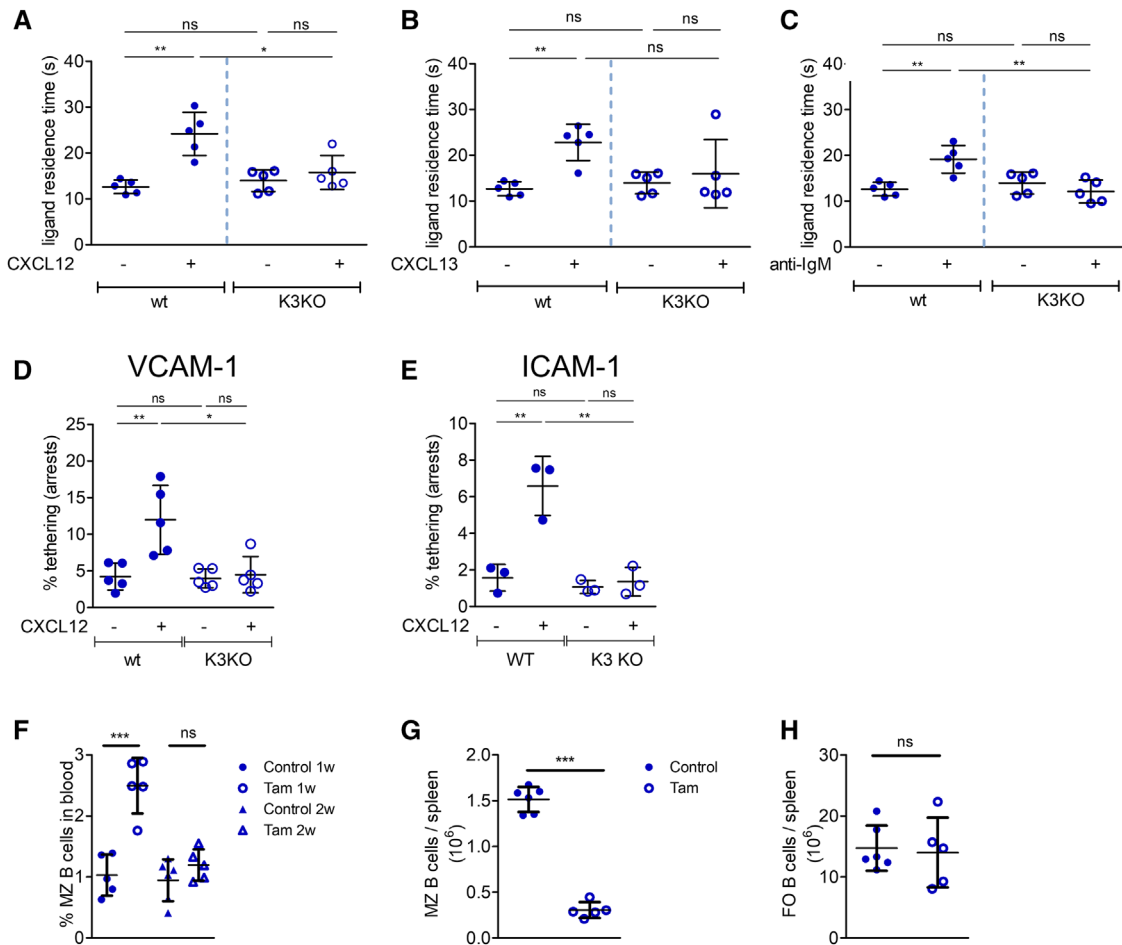 A
ns
ns
**
*
ligand residence time (s)
40
30
20
10
0
CXCL12
-
+
-
+
wt
K3KO
B
ns
ns
**
ns
ligand residence time (s)
40
30
20
10
0
CXCL13
-
+
-
+
wt
K3KO
C
ns
ns
**
**
ligand residence time (s)
40
30
20
10
0
anti-IgM
-
+
-
+
wt
K3KO
D
VCAM-1
ns
ns
**
*
% tethering (arrests)
25
20
15
10
5
0
CXCL12
-
+
-
+
wt
K3KO
E
ICAM-1
ns
ns
**
**
% tethering (arrests)
10
8
6
4
2
0
CXCL12
-
+
-
+
WT
K3 KO
F
***
ns
% MZ B cells in blood
3
2
1
0
Control 1w
Tam 1w
Control 2w
Tam 2w
G
***
MZ B cells / spleen
(10⁶)
2.0
1.5
1.0
0.5
0
Control
Tam
H
ns
FO B cells / spleen
(10⁶)
30
20
10
0